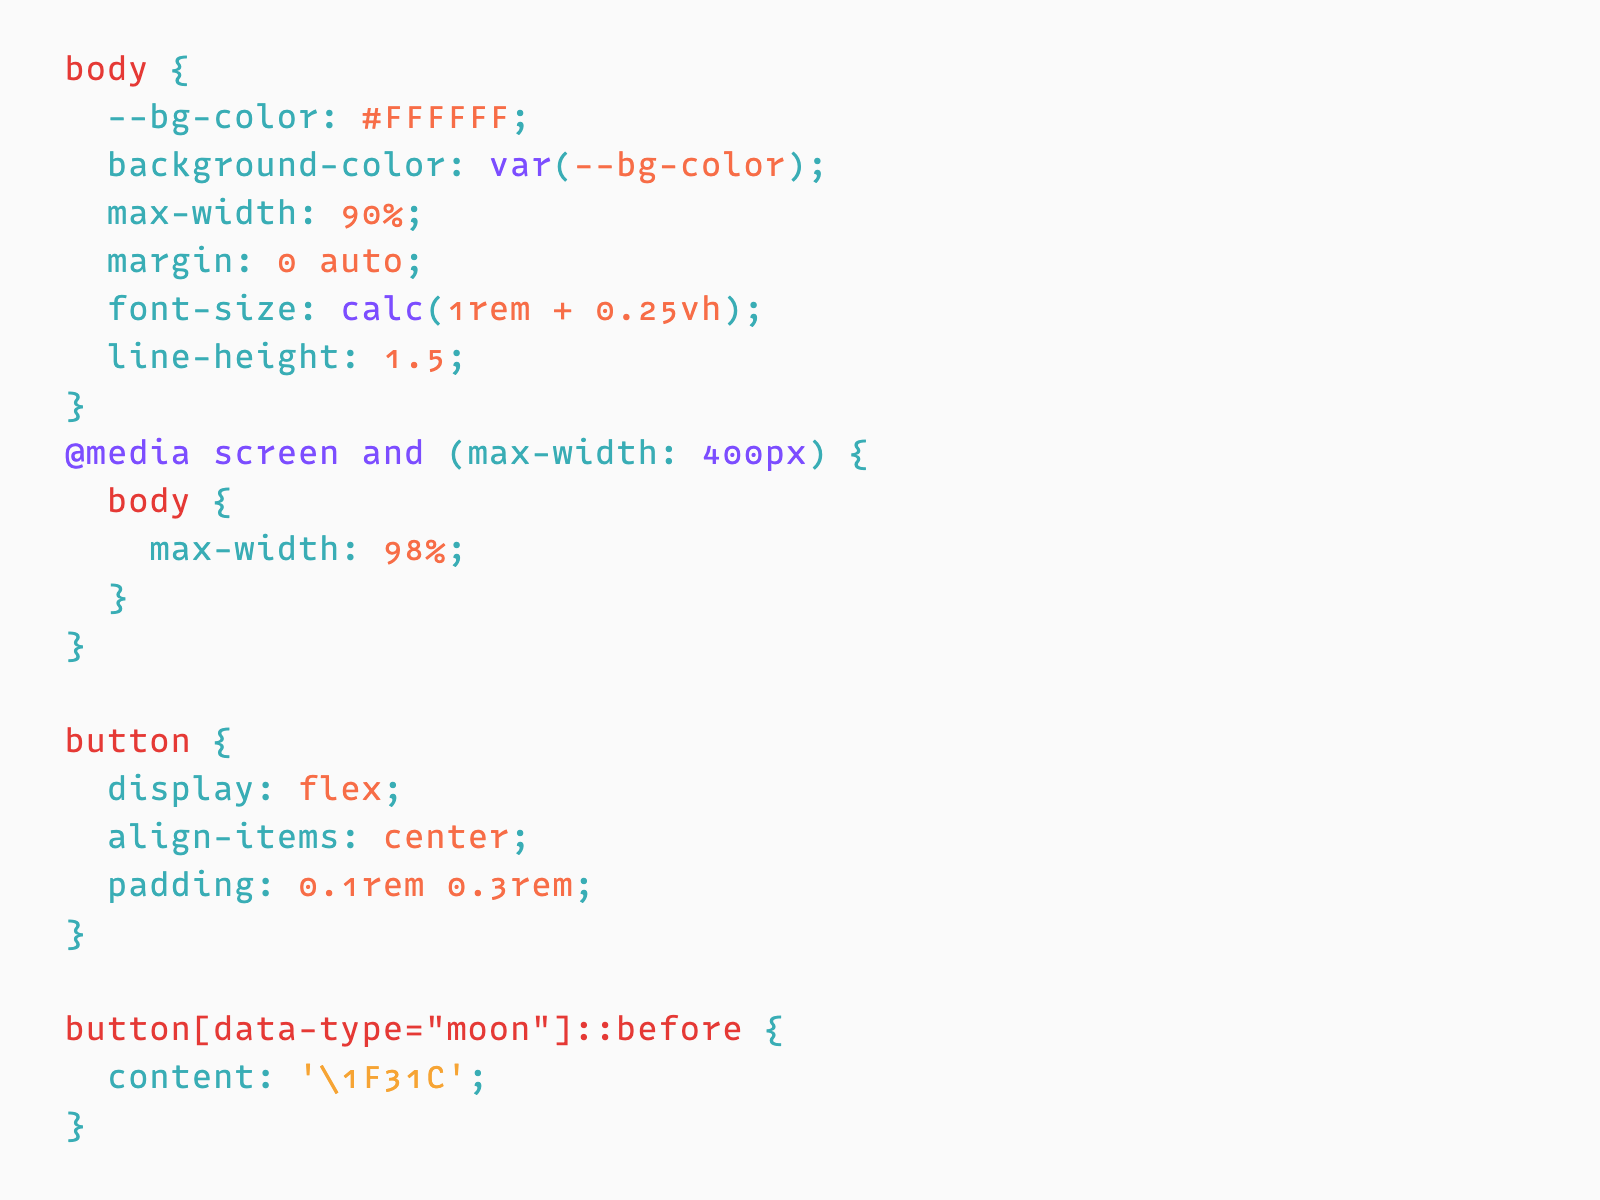 body {
  --bg-color: #FFFFFF;
  background-color: var(--bg-color);
  max-width: 90%;
  margin: 0 auto;
  font-size: calc(1rem + 0.25vh);
  line-height: 1.5;
}
@media screen and (max-width: 400px) {
  body {
    max-width: 98%;
  }
}

button {
  display: flex;
  align-items: center;
  padding: 0.1rem 0.3rem;
}

button[data-type="moon"]::before {
  content: '\1F31C';
}